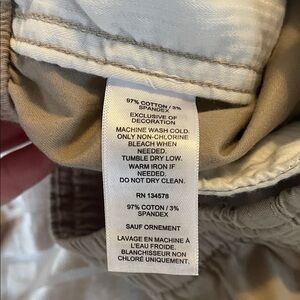 97% COTTON / 3%
SPANDEX
EXCLUSIVE OF
DECORATION
MACHINE WASH COLD.
ONLY NON-CHLORINE
BLEACH WHEN
NEEDED.
TUMBLE DRY LOW.
WARM IRON IF
NEEDED.
DO NOT DRY CLEAN.
RN 134578
97% COTON / 3%
SPANDEX
SAUF ORNEMENT
LAVAGE EN MACHINE À
L'EAU FROIDE.
BLANCHISSEUR NON
CHLORÉ UNIQUEMENT.